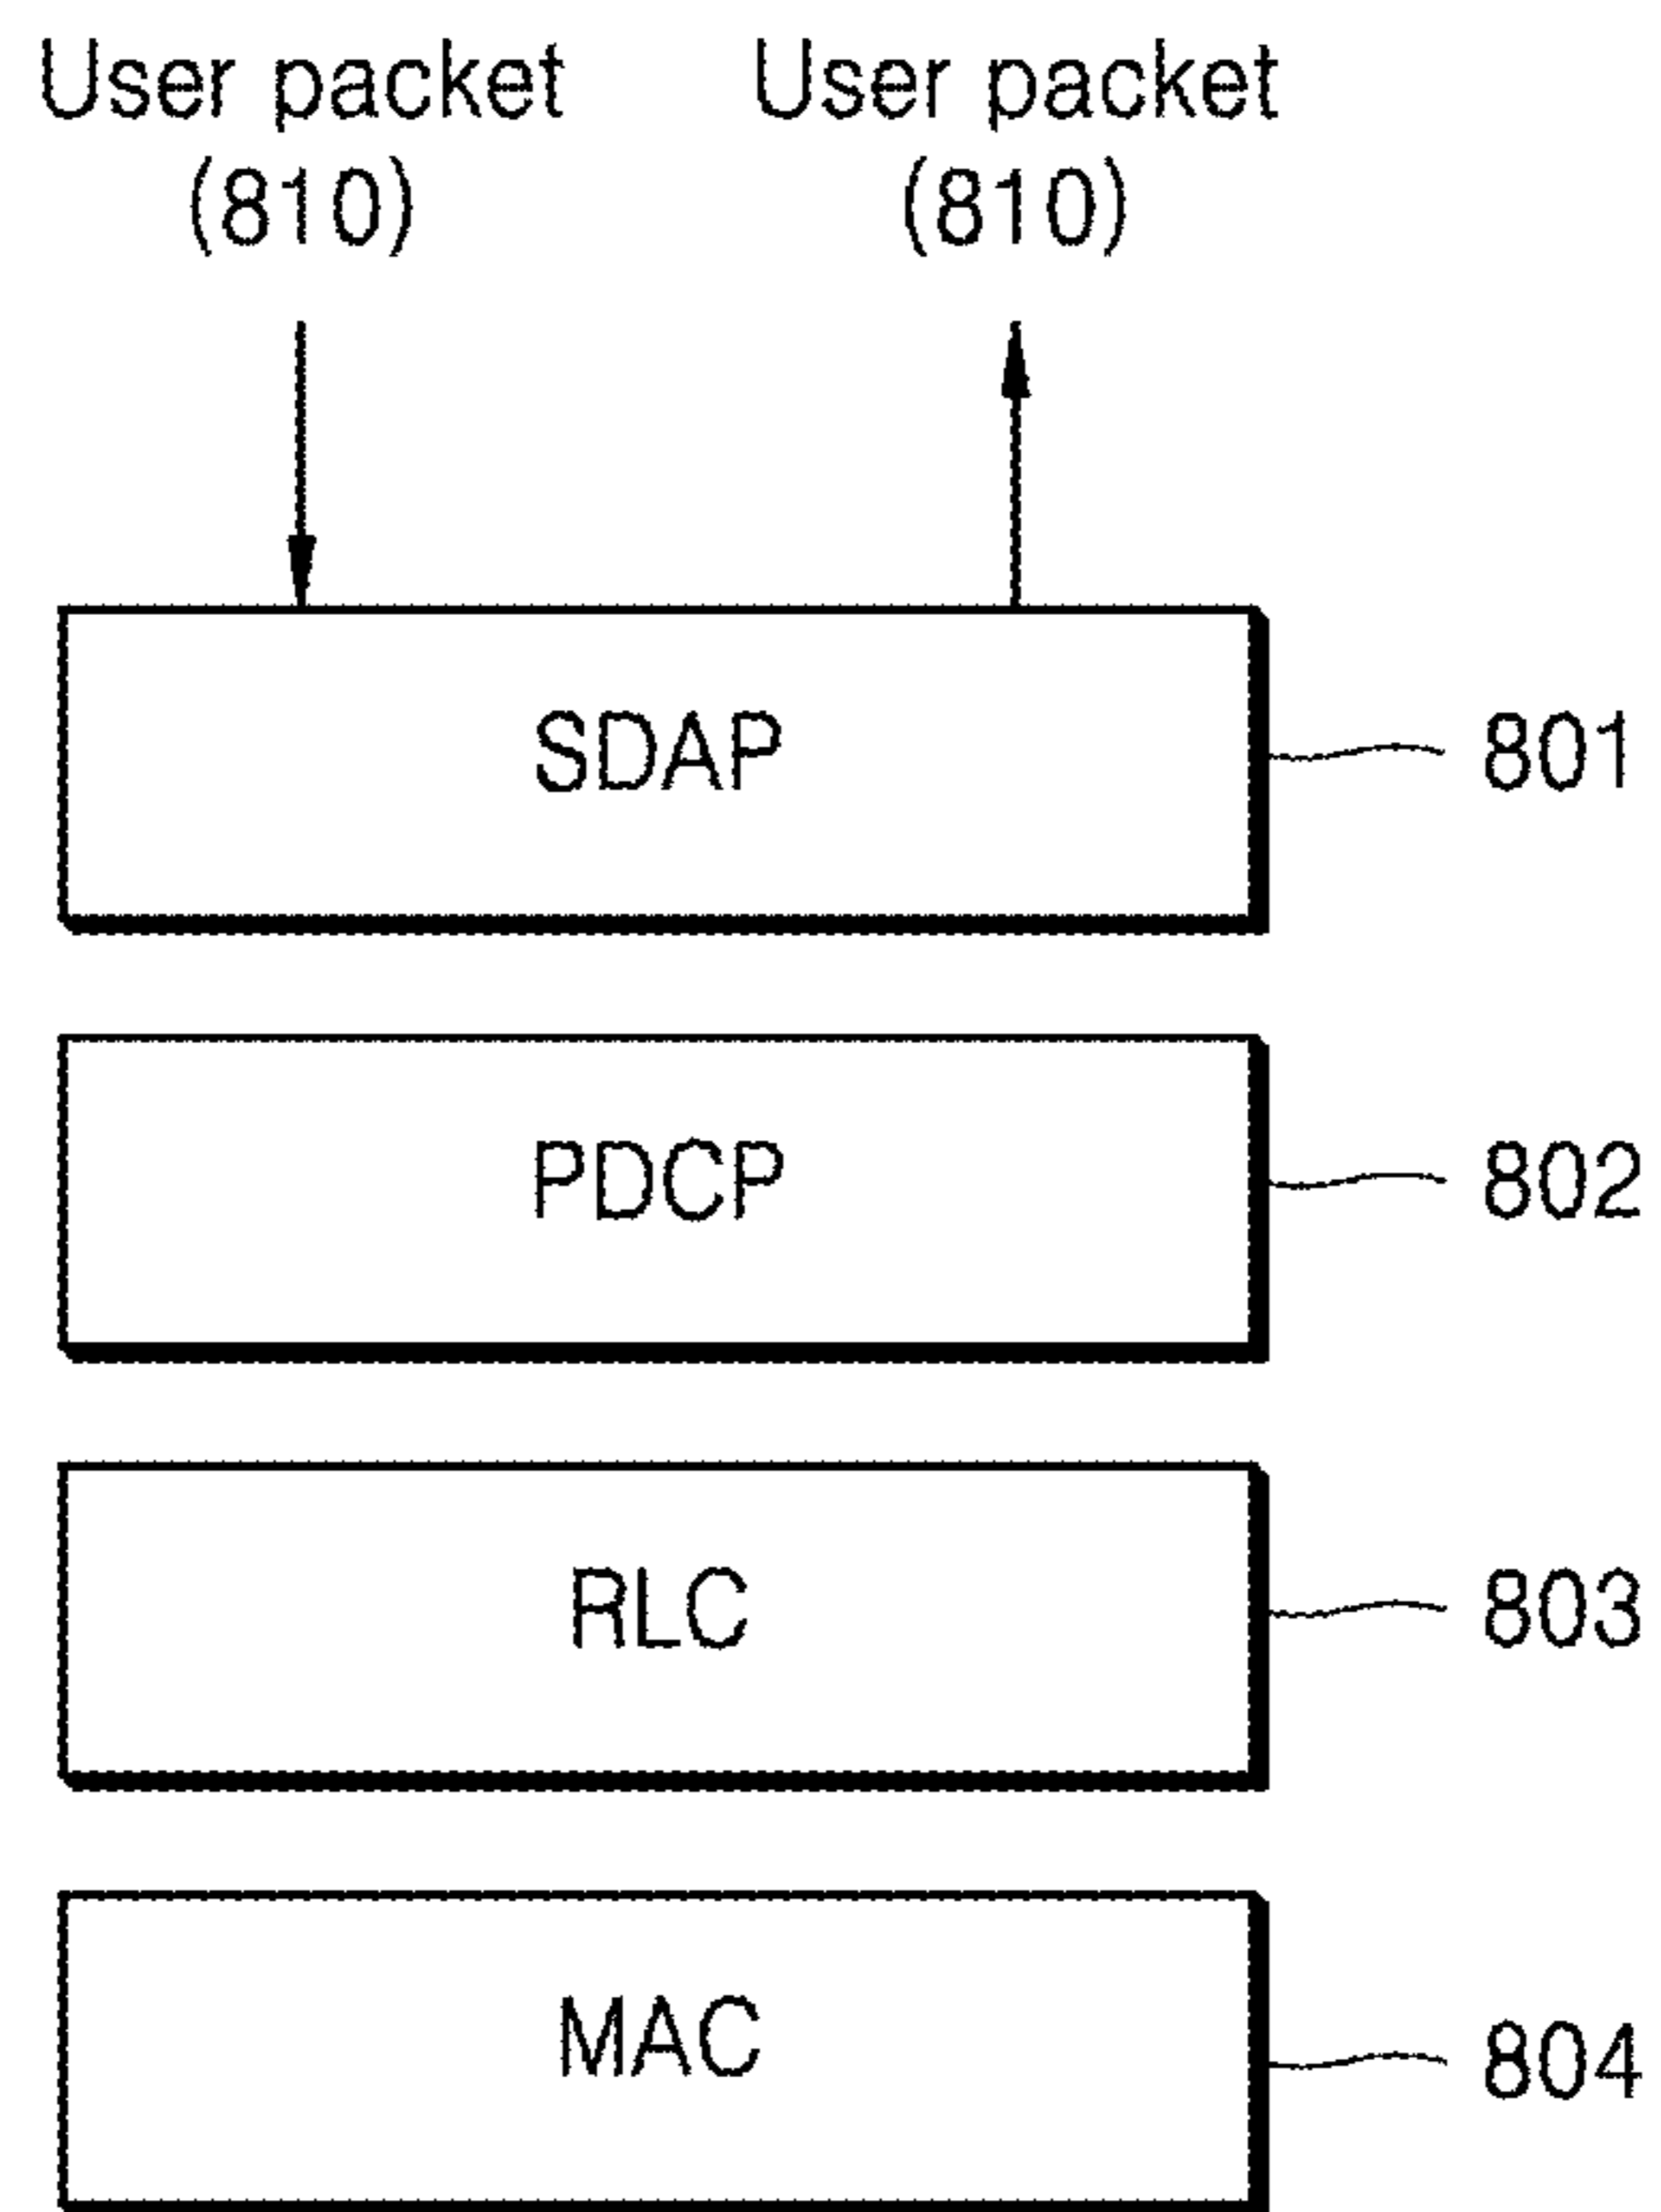 User packet
(810)
User packet
(810)
SDAP
801
PDCP
802
RLC
803
MAC
804